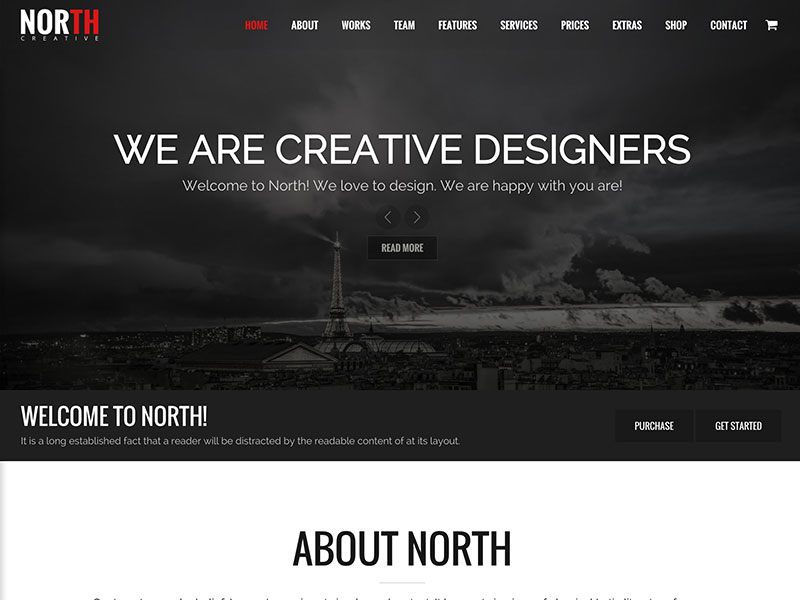 NORTH
CREATIVE
HOME ABOUT WORKS TEAM FEATURES SERVICES PRICES EXTRAS SHOP CONTACT
WE ARE CREATIVE DESIGNERS
Welcome to North! We love to design. We are happy with you are!
READ MORE
WELCOME TO NORTH!
It is a long established fact that a reader will be distracted by the readable content of at its layout.
PURCHASE GET STARTED
ABOUT NORTH